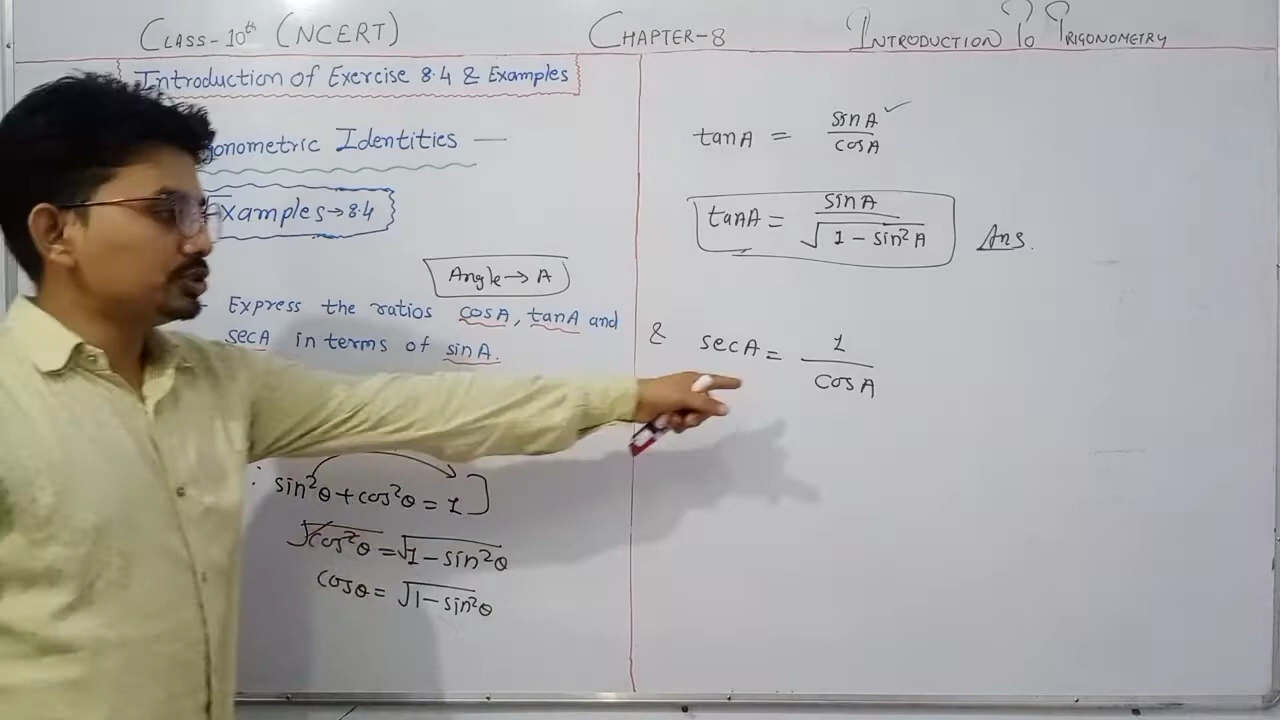 CLASS-10th (NCERT) CHAPTER-8 INTRODUCTION TO TRIGONOMETRY
Introduction of Exercise 8.4 & Examples
gonometric Identities —
Examples→8.4
Angle → A
Express the ratios cosA, tanA and
secA in terms of sinA.
: sin²θ+cos²θ = 1]
√cos²θ = √1-sin²θ
cosθ = √1-sin²θ
tanA = sinA/cosA ✓
tanA = sinA/√1-sin²A Ans.
& secA = 1/cosA